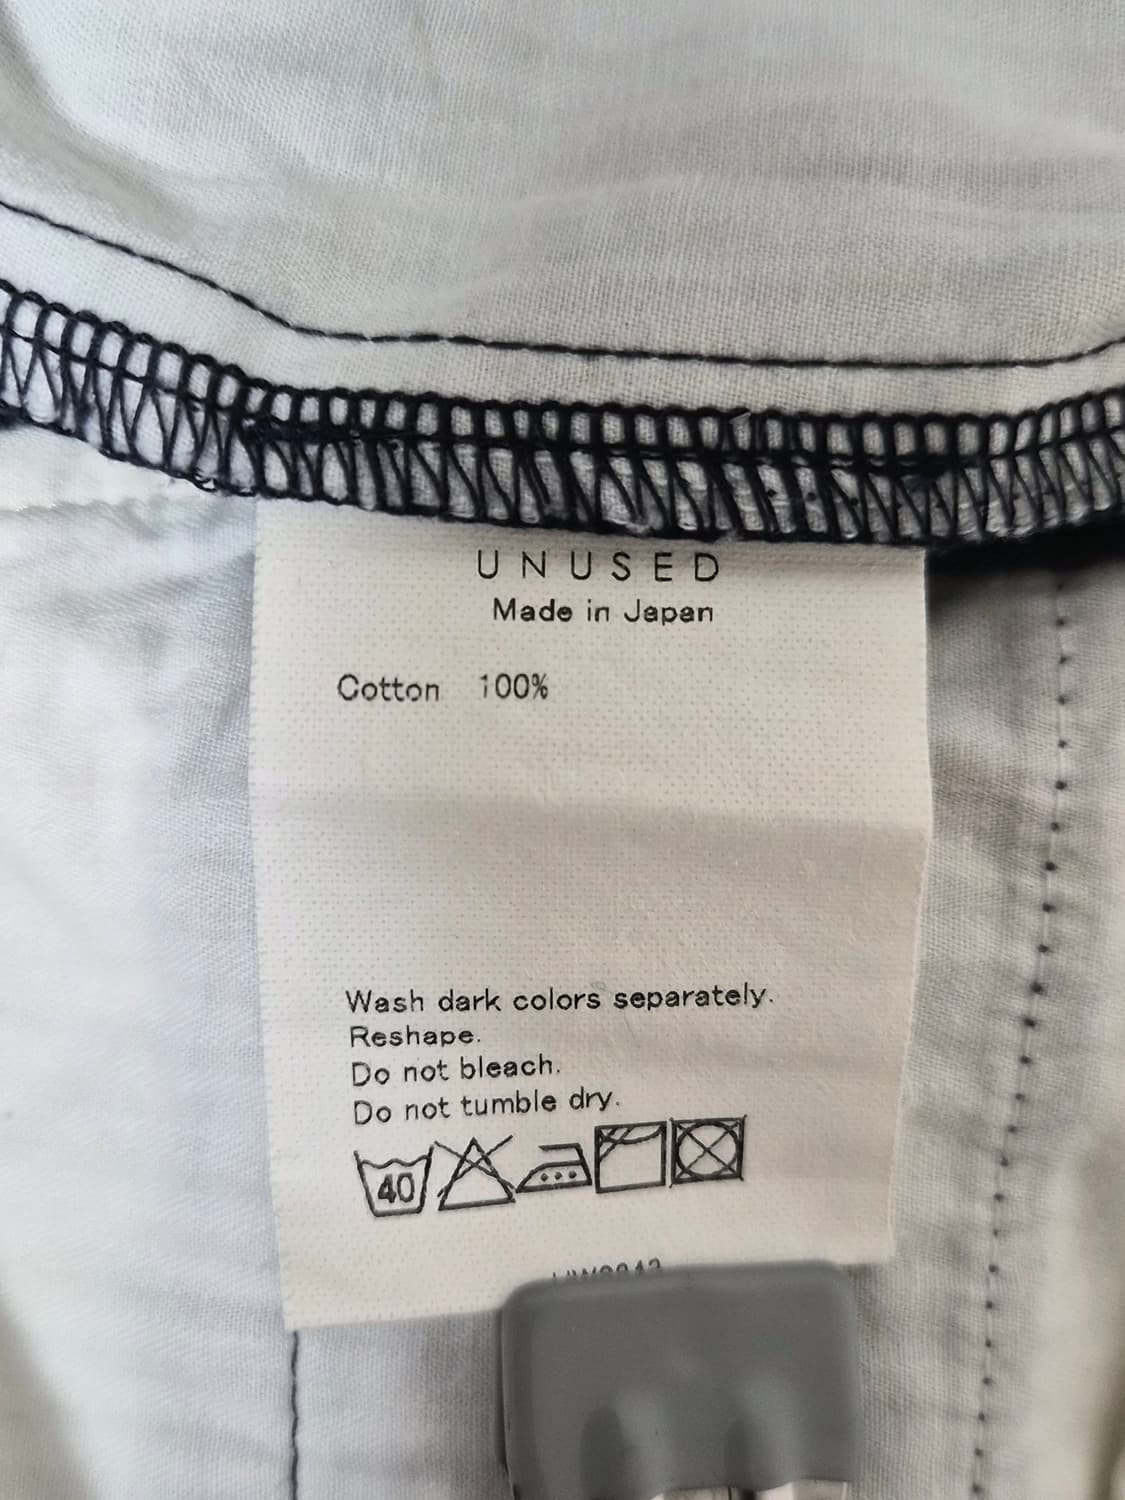 UNUSED
Made in Japan
Cotton 100%
Wash dark colors separately.
Reshape.
Do not bleach.
Do not tumble dry.
40